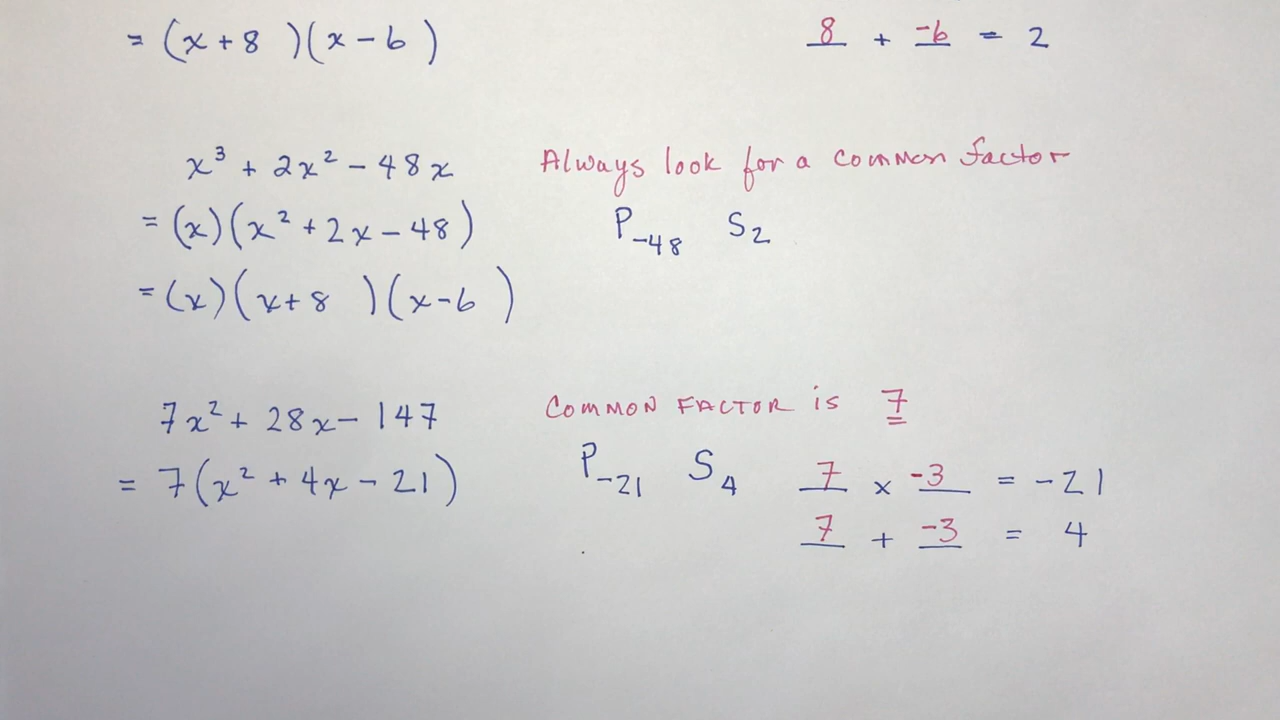 = (x + 8 )(x - 6 )
8 + -6 = 2
x³ + 2x² - 48x
Always look for a common factor
= (x)(x² + 2x - 48)
P₋₄₈ S₂
= (x)(x + 8 )(x - 6 )
7x² + 28x - 147
COMMON FACTOR is 7
= 7(x² + 4x - 21)
P₋₂₁ S₄
7 x -3 = -21
7 + -3 = 4